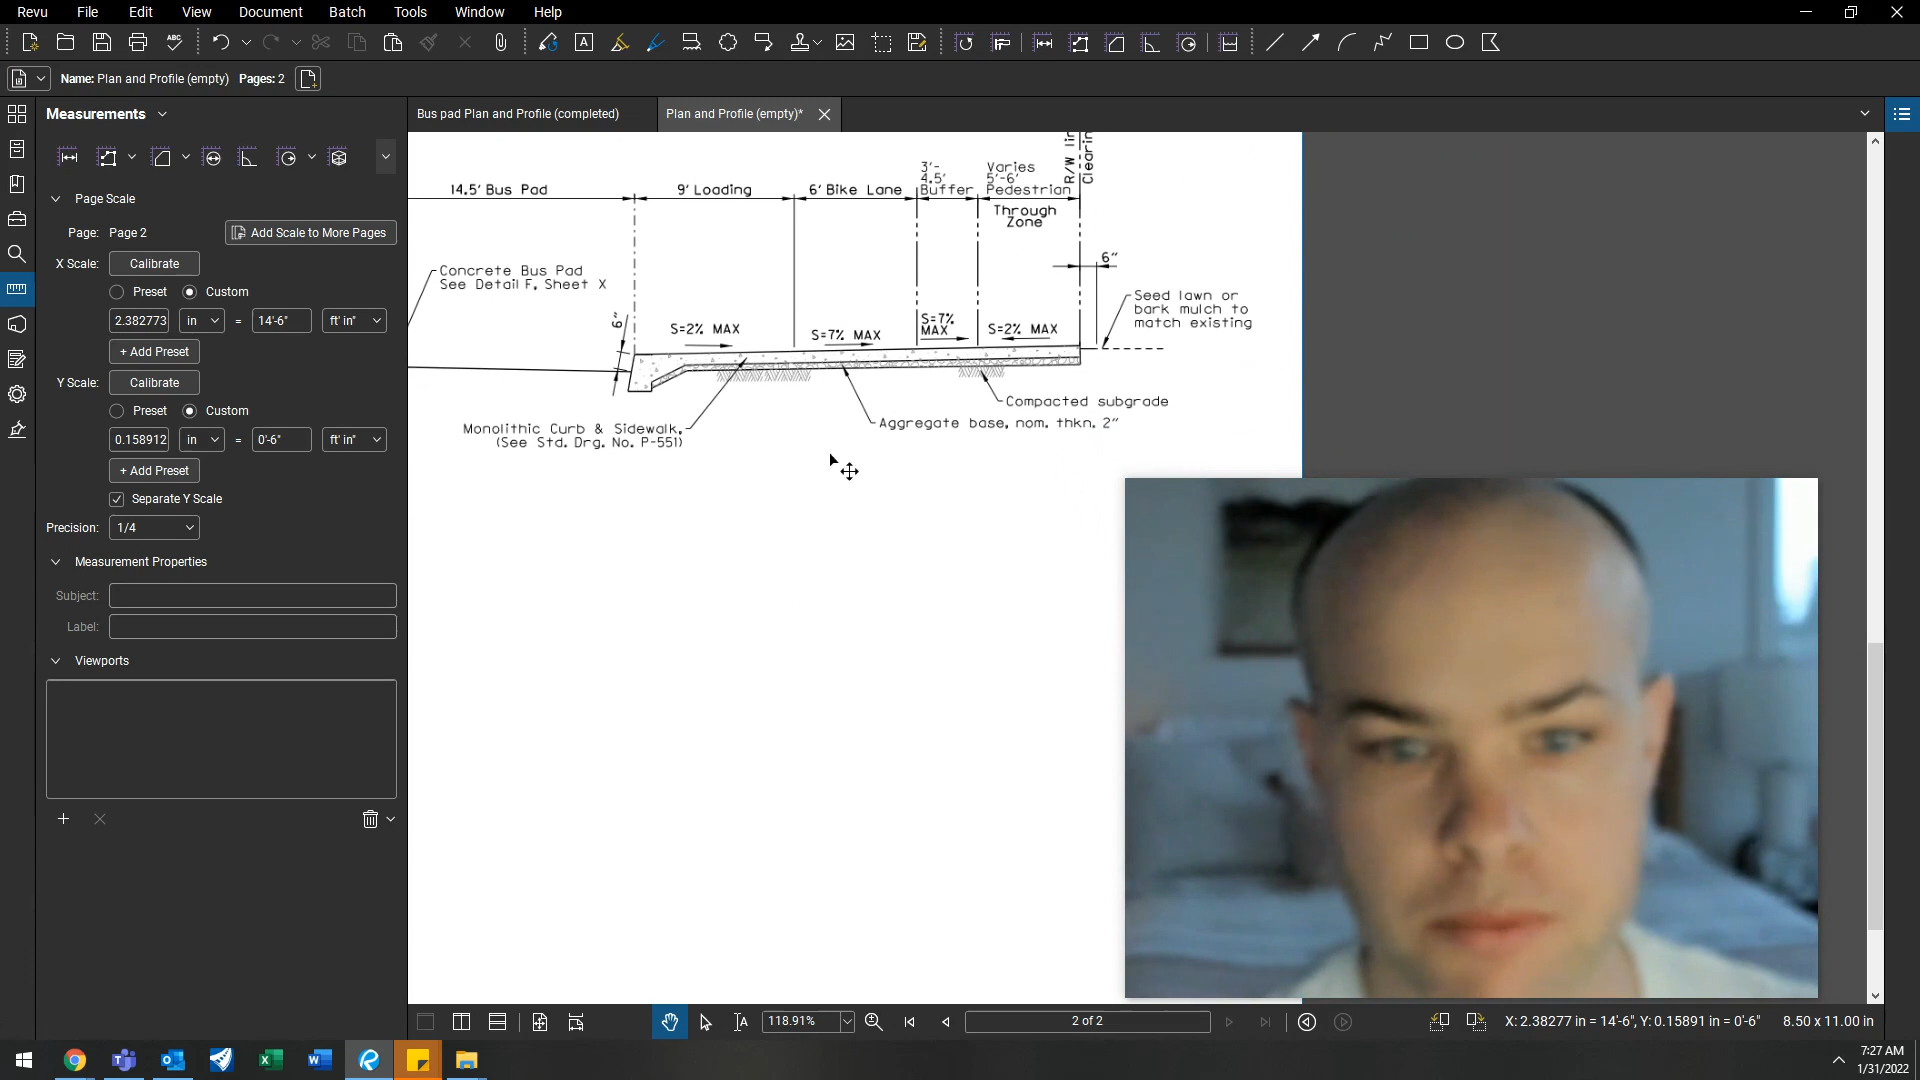 Revu File Edit View Document Batch Tools Window Help
Name: Plan and Profile (empty) Pages: 2
Measurements
Bus pad Plan and Profile (completed)
Plan and Profile (empty)*
Page Scale
Page: Page 2 Add Scale to More Pages
X Scale: Calibrate
Preset Custom
2.382773 in = 14'-6" ft' in"
+ Add Preset
Y Scale: Calibrate
Preset Custom
0.158912 in = 0'-6" ft' in"
+ Add Preset
Separate Y Scale
Precision: 1/4
Measurement Properties
Subject:
Label:
Viewports
R/W lin
Clearin
14.5' Bus Pad
9' Loading
6' Bike Lane
3'-
4.5'
Buffer
Varies
5'-6'
Pedestrian
Through
Zone
6"
Concrete Bus Pad
See Detail F, Sheet X
6"
Seed lawn or
bark mulch to
match existing
S=2% MAX
S=7% MAX
S=7%
MAX
S=2% MAX
Compacted subgrade
Aggregate base, nom. thkn. 2"
Monolithic Curb & Sidewalk,
(See Std. Drg. No. P-551)
118.91%
2 of 2
X: 2.38277 in = 14'-6", Y: 0.15891 in = 0'-6"
8.50 x 11.00 in
7:27 AM
1/31/2022